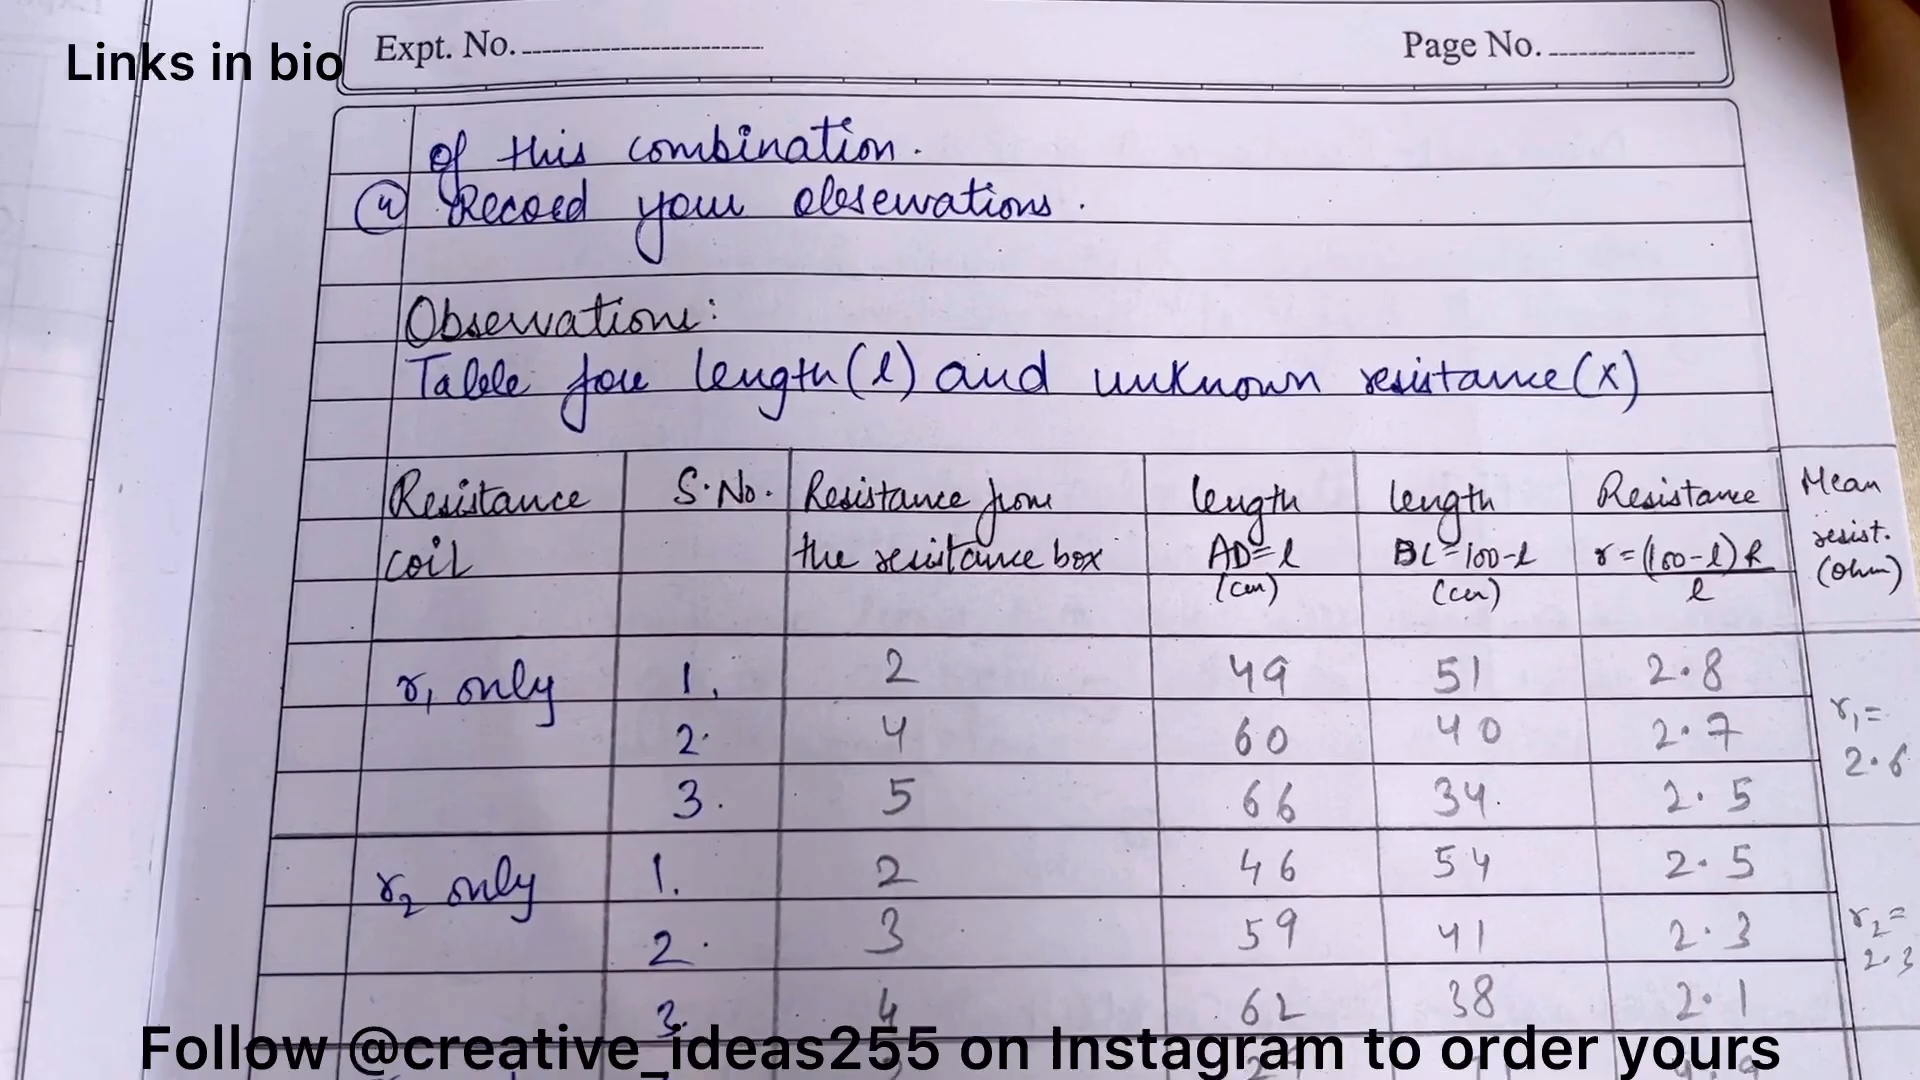 Links in bio
Expt. No.
Page No.
of this combination.
④ Record your observations.
Observations:
Table for length (l) and unknown resistance (x)
Resistance coil S.No. Resistance from the resistance box length AD=l (cm) length BC=100-l (cm) Resistance r=(100-l)R/l Mean resist. (ohm)
r₁ only 1. 2 49 51 2.8 r₁= 2.6
2. 4 60 40 2.7
3. 5 66 34 2.5
r₂ only 1. 2 46 54 2.5 r₂= 2.3
2. 3 59 41 2.3
3. 4 62 38 2.1
Follow @creative_ideas255 on Instagram to order yours